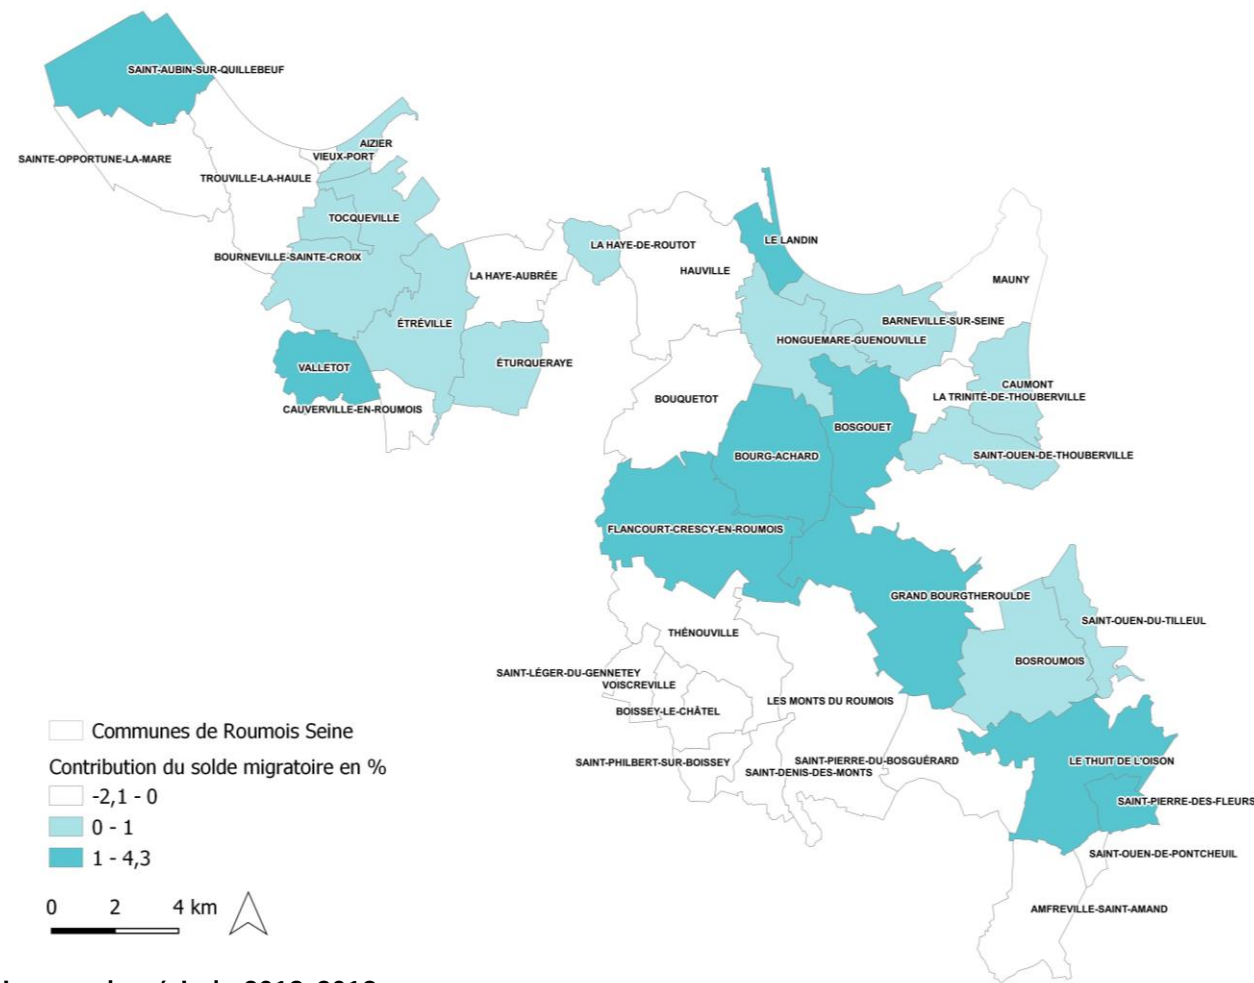 SAINT-AUBIN-SUR-QUILLEBEUF
AIZIER
VIEUX-PORT
SAINTE-OPPORTUNE-LA-MARE
TROUVILLE-LA-HAULE
TOCQUEVILLE
LE LANDIN
LA HAYE-DE-ROUTOT
BOURNEVILLE-SAINTE-CROIX
HAUVILLE
LA HAYE-AUBRÉE
MAUNY
ÉTRÉVILLE
BARNEVILLE-SUR-SEINE
HONGUEMARE-GUENOUVILLE
ÉTURQUERAYE
VALLETOT
CAUMONT
LA TRINITÉ-DE-THOUBERVILLE
BOUQUETOT
CAUVERVILLE-EN-ROUMOIS
BOSGOUET
BOURG-ACHARD
SAINT-OUEN-DE-THOUBERVILLE
FLANCOURT-CRESCY-EN-ROUMOIS
GRAND BOURGTHEROULDE
SAINT-OUEN-DU-TILLEUL
THÉNOUVILLE
BOSROUMOIS
SAINT-LÉGER-DU-GENNETEY
VOISCREVILLE
LES MONTS DU ROUMOIS
BOISSEY-LE-CHÂTEL
SAINT-PHILBERT-SUR-BOISSEY
SAINT-PIERRE-DU-BOSGUÉRARD
LE THUIT DE L'OISON
SAINT-DENIS-DES-MONTS
SAINT-PIERRE-DES-FLEURS
SAINT-OUEN-DE-PONTCHEUIL
AMFREVILLE-SAINT-AMAND
Communes de Roumois Seine
Contribution du solde migratoire en %
-2,1 - 0
0 - 1
1 - 4,3
0 2 4 km